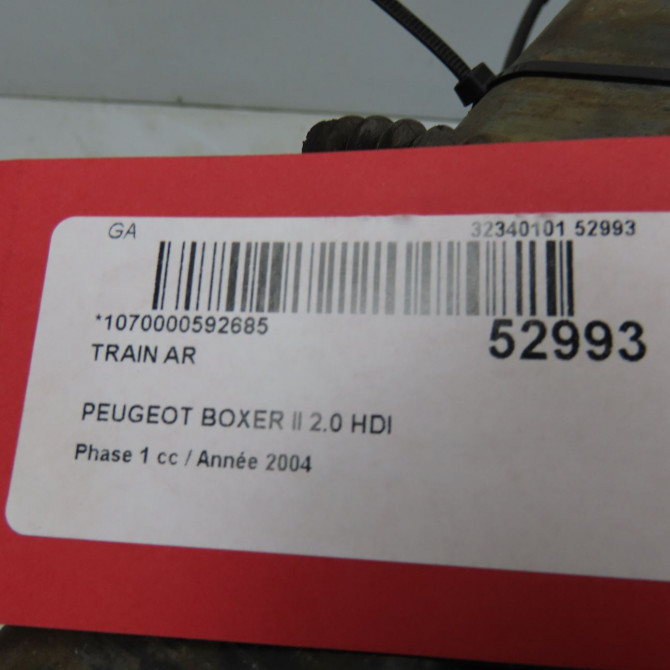 GA 32340101 52993
*1070000592685
52993
TRAIN AR
PEUGEOT BOXER II 2.0 HDI
Phase 1 cc / Année 2004